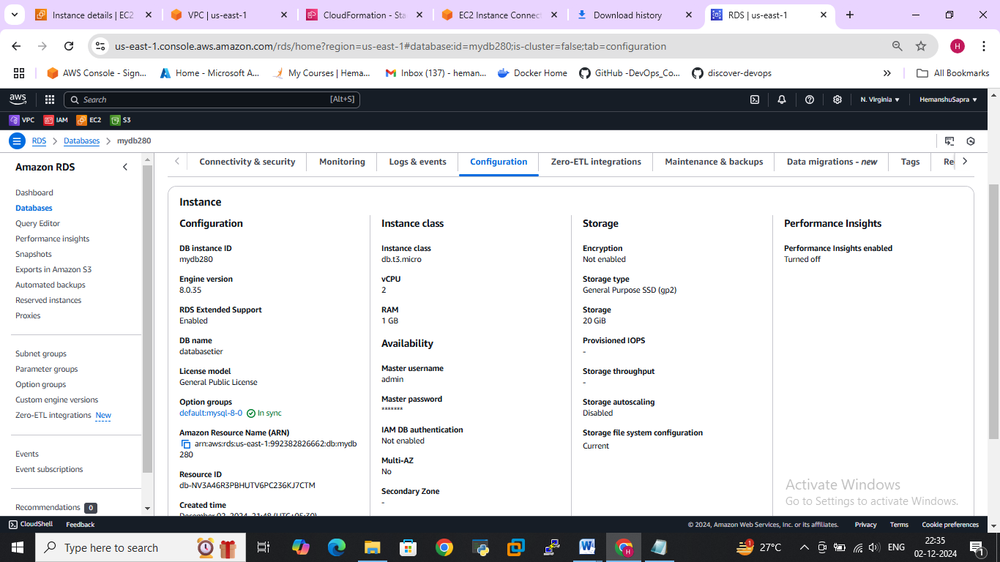 Instance details | EC2
VPC | us-east-1
CloudFormation - Sta
EC2 Instance Connect
Download history
RDS | us-east-1
us-east-1.console.aws.amazon.com/rds/home?region=us-east-1#database:id=mydb280;is-cluster=false;tab=configuration
H
AWS Console - Sign...
Home - Microsoft A...
My Courses | Hema...
Inbox (137) - heman...
Docker Home
GitHub -DevOps_Co...
discover-devops
All Bookmarks
aws
Search
[Alt+S]
N. Virginia
HemanshuSapra
VPC
IAM
EC2
S3
RDS
Databases
mydb280
Amazon RDS
Dashboard
Databases
Query Editor
Performance insights
Snapshots
Exports in Amazon S3
Automated backups
Reserved instances
Proxies
Subnet groups
Parameter groups
Option groups
Custom engine versions
Zero-ETL integrations New
Events
Event subscriptions
Recommendations 0
Connectivity & security
Monitoring
Logs & events
Configuration
Zero-ETL integrations
Maintenance & backups
Data migrations - new
Tags
Re
Instance
Configuration
DB instance ID
mydb280
Engine version
8.0.35
RDS Extended Support
Enabled
DB name
databasetier
License model
General Public License
Option groups
default:mysql-8-0 In sync
Amazon Resource Name (ARN)
arn:aws:rds:us-east-1:992382826662:db:mydb
280
Resource ID
db-NV3A46R3PBHUTV6PC236KJ7CTM
Created time
December 02, 2024, 21:48 (UTC+05:30)
Instance class
Instance class
db.t3.micro
vCPU
2
RAM
1 GB
Availability
Master username
admin
Master password
*******
IAM DB authentication
Not enabled
Multi-AZ
No
Secondary Zone
-
Storage
Encryption
Not enabled
Storage type
General Purpose SSD (gp2)
Storage
20 GiB
Provisioned IOPS
-
Storage throughput
-
Storage autoscaling
Disabled
Storage file system configuration
Current
Performance Insights
Performance Insights enabled
Turned off
Activate Windows
Go to Settings to activate Windows.
CloudShell
Feedback
© 2024, Amazon Web Services, Inc. or its affiliates.
Privacy
Terms
Cookie preferences
Type here to search
27°C
ENG
22:35
02-12-2024
1